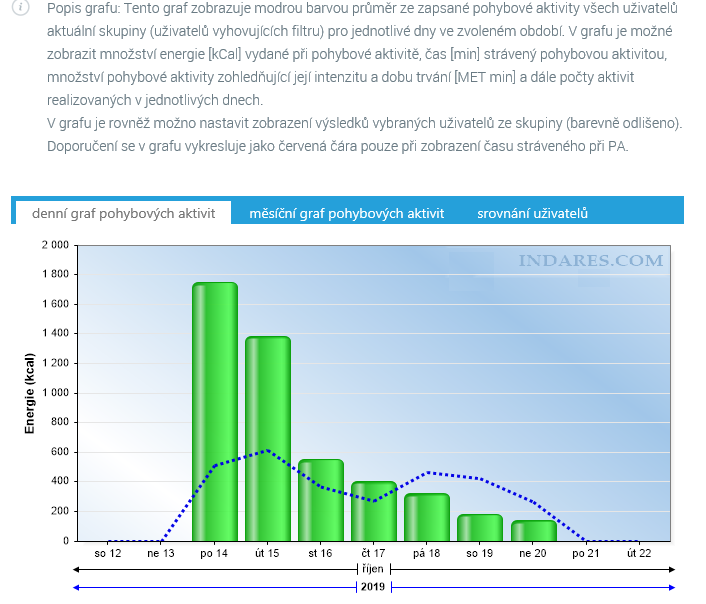 Popis grafu: Tento graf zobrazuje modrou barvou průměr ze zapsané pohybové aktivity všech uživatelů
aktuální skupiny (uživatelů vyhovujících filtru) pro jednotlivé dny ve zvoleném období. V grafu je možné
zobrazit množství energie [kCal] vydané při pohybové aktivitě, čas [min] strávený pohybovou aktivitou,
množství pohybové aktivity zohledňující její intenzitu a dobu trvání [MET min] a dále počty aktivit
realizovaných v jednotlivých dnech.
V grafu je rovněž možno nastavit zobrazení výsledků vybraných uživatelů ze skupiny (barevně odlišeno).
Doporučení se v grafu vykresluje jako červená čára pouze při zobrazení času stráveného při PA.
denní graf pohybových aktivit měsíční graf pohybových aktivit srovnání uživatelů
INDARES.COM
Energie (kcal)
2 000
1 800
1 600
1 400
1 200
1 000
800
600
400
200
0
so 12 ne 13 po 14 út 15 st 16 čt 17 pá 18 so 19 ne 20 po 21 út 22
říjen
2019